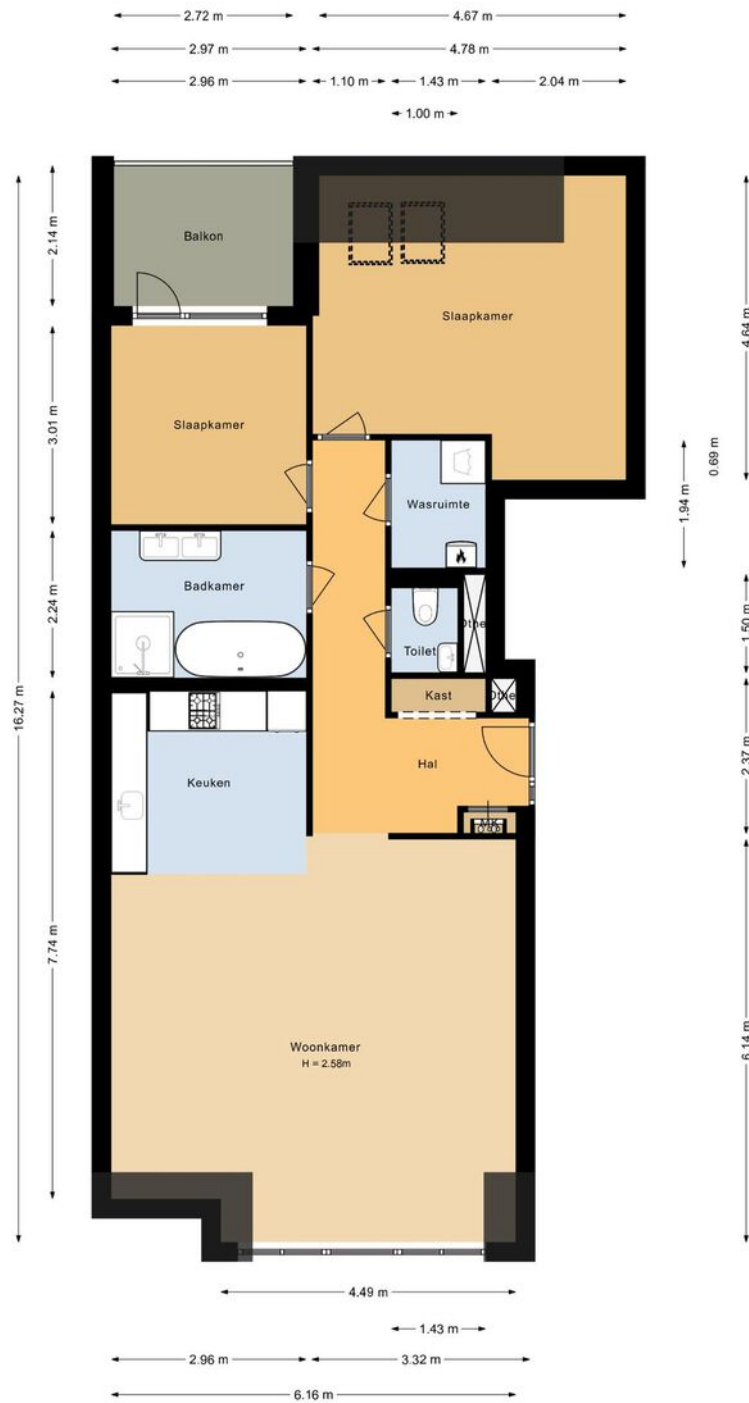 2.72 m
4.67 m
2.97 m
4.78 m
2.96 m
1.10 m
1.43 m
2.04 m
1.00 m
Balkon
2.14 m
Slaapkamer
4.64 m
Slaapkamer
3.01 m
0.69 m
Wasruimte
1.94 m
Badkamer
2.24 m
Othe
Toilet
1.50 m
Kast
Othe
16.27 m
Hal
2.37 m
Keuken
MK
7.74 m
Woonkamer
H = 2.58m
6.14 m
4.49 m
1.43 m
2.96 m
3.32 m
6.16 m